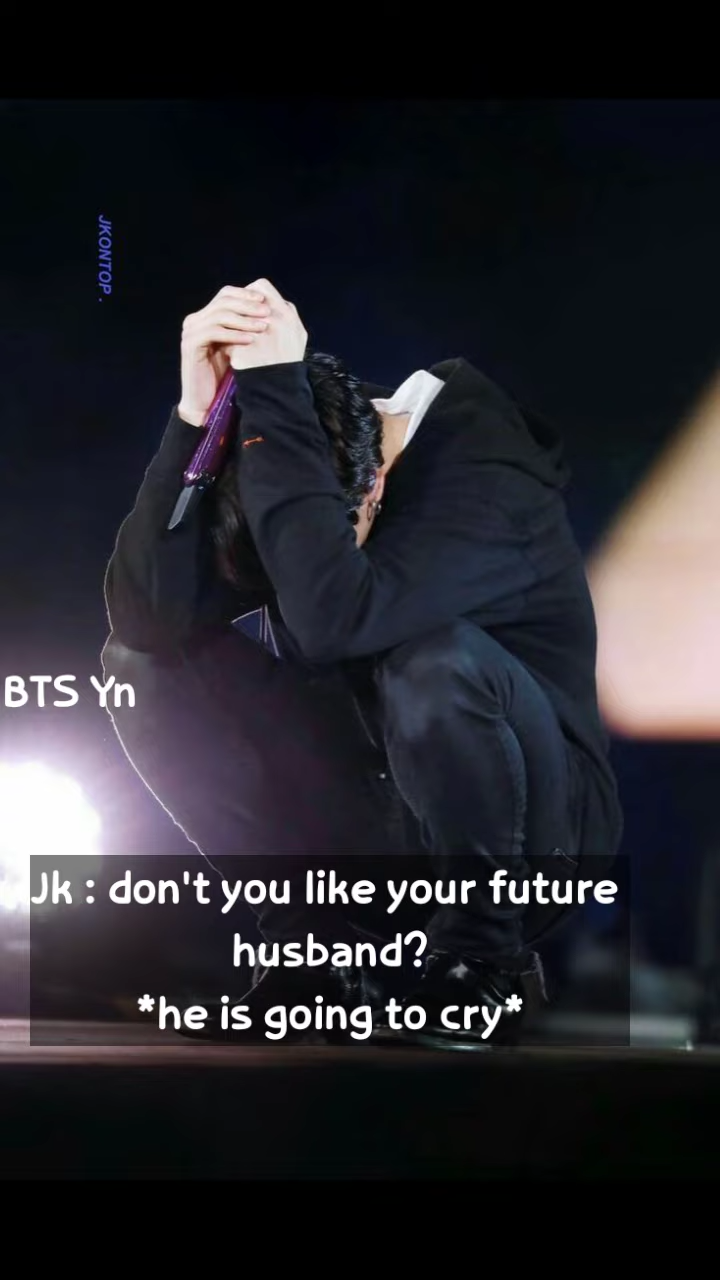 JKONTOP.
BTS Yn
Jk : don't you like your future
husband?
*he is going to cry*